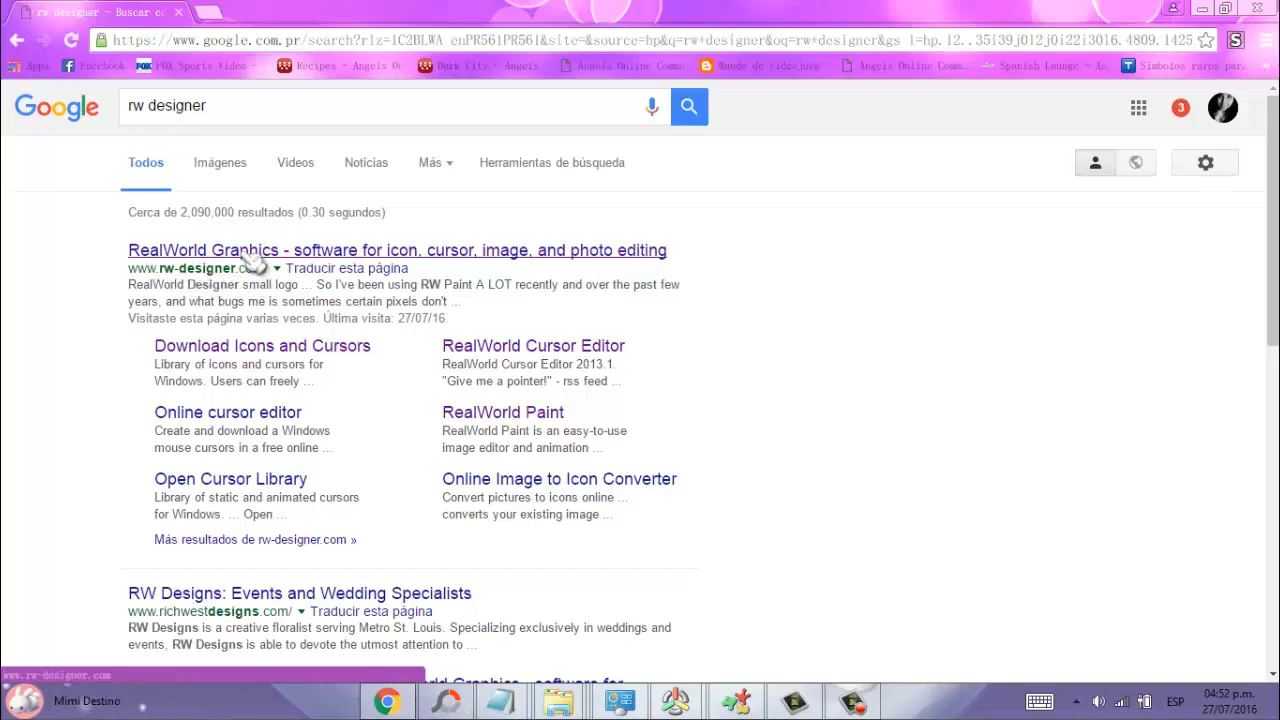 rw designer - Buscar co
https://www.google.com.pr/search?rlz=1C2BLWA_enPR561PR561&site=&source=hp&q=rw+designer&oq=rw+designer&gs_l=hp.12..35i39j0l2j0i22i30l6.4809.1425
Apps Facebook FOX Sports Video - Recipes - Angels On Dark City - Angels Angels Online Commu Mundo de videojueg Angels Online Commu Spanish Lounge - An Simbolos raros para
Google rw designer 3
Todos Imágenes Videos Noticias Más Herramientas de búsqueda
Cerca de 2,090,000 resultados (0.30 segundos)
RealWorld Graphics - software for icon, cursor, image, and photo editing
www.rw-designer. Traducir esta página
RealWorld Designer small logo ... So I've been using RW Paint A LOT recently and over the past few
years, and what bugs me is sometimes certain pixels don't ...
Visitaste esta página varias veces. Última visita: 27/07/16.
Download Icons and Cursors
Library of icons and cursors for
Windows. Users can freely ...
RealWorld Cursor Editor
RealWorld Cursor Editor 2013.1.
"Give me a pointer!" - rss feed ...
Online cursor editor
Create and download a Windows
mouse cursors in a free online ...
RealWorld Paint
RealWorld Paint is an easy-to-use
image editor and animation ...
Open Cursor Library
Library of static and animated cursors
for Windows. ... Open ...
Online Image to Icon Converter
Convert pictures to icons online ...
converts your existing image ...
Más resultados de rw-designer.com »
RW Designs: Events and Wedding Specialists
www.richwestdesigns.com/ Traducir esta página
RW Designs is a creative floralist serving Metro St. Louis. Specializing exclusively in weddings and
events, RW Designs is able to devote the utmost attention to ...
www.rw-designer.com
Mimi Destino
ESP
04:52 p.m.
27/07/2016